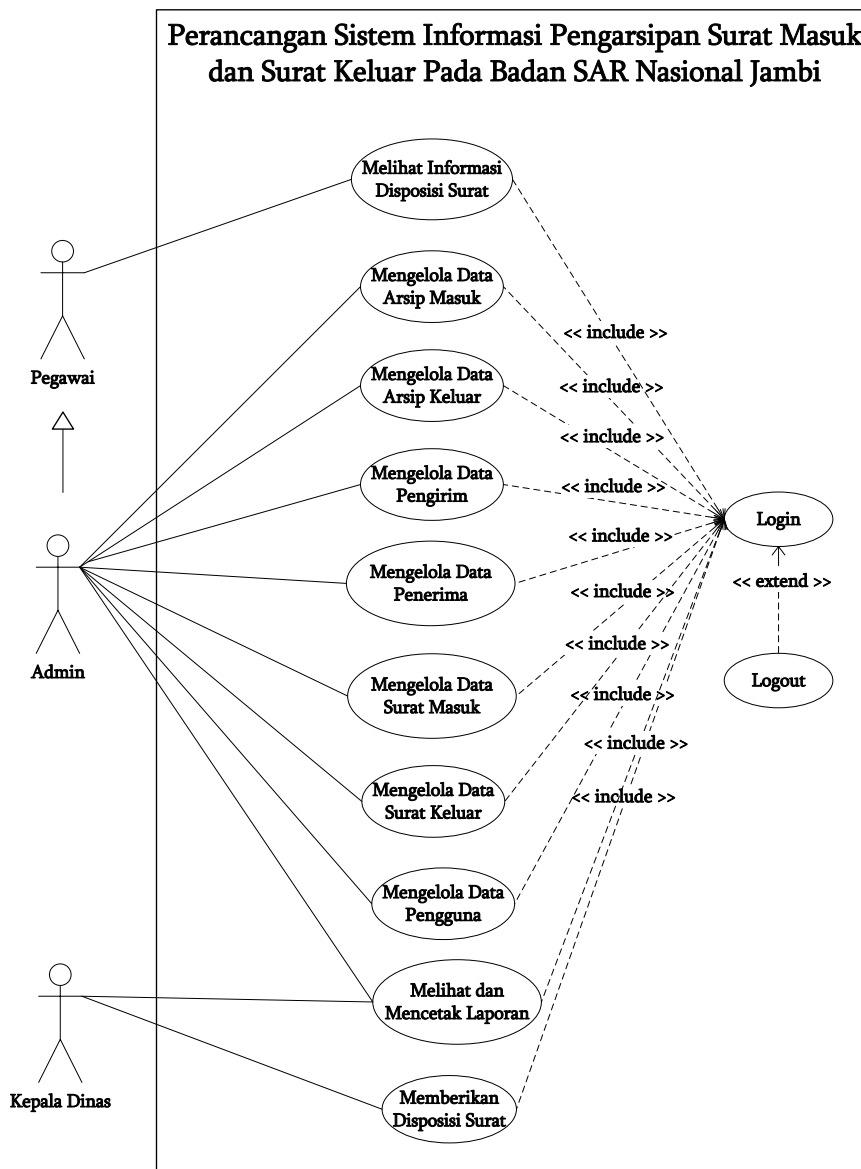 Perancangan Sistem Informasi Pengarsipan Surat Masuk
dan Surat Keluar Pada Badan SAR Nasional Jambi
Melihat Informasi
Disposisi Surat
Pegawai
Mengelola Data
Arsip Masuk
<< include >>
<< include >>
Mengelola Data
Arsip Keluar
<< include >>
Mengelola Data
Pengirim
<< include >>
Login
<< include >>
Mengelola Data
Penerima
<< extend >>
<< include >>
Admin
<< include >>
Logout
Mengelola Data
Surat Masuk
<< include >>
<< include >>
Mengelola Data
Surat Keluar
<< include >>
Mengelola Data
Pengguna
Melihat dan
Mencetak Laporan
Kepala Dinas
Memberikan
Disposisi Surat